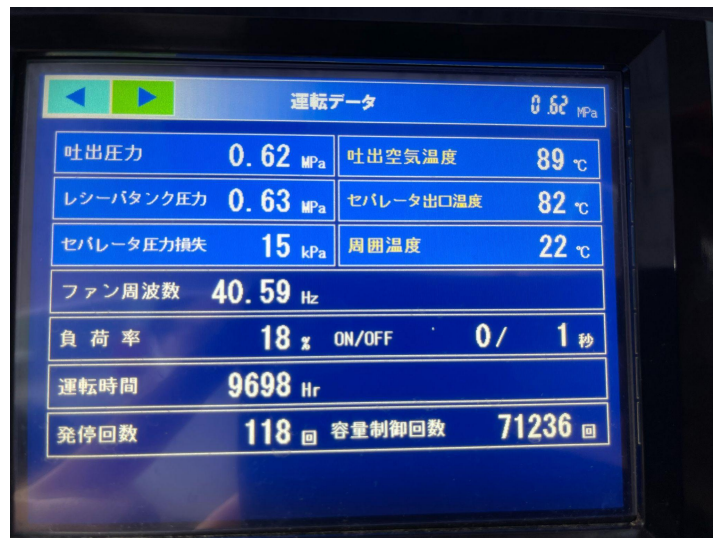 ◀ ▶ 運転データ 0.62 MPa
吐出圧力 0.62 MPa 吐出空気温度 89 ℃
レシーバタンク圧力 0.63 MPa セパレータ出口温度 82 ℃
セパレータ圧力損失 15 kPa 周囲温度 22 ℃
ファン周波数 40.59 Hz
負荷率 18 % ON/OFF 0/ 1 秒
運転時間 9698 Hr
発停回数 118 回 容量制御回数 71236 回